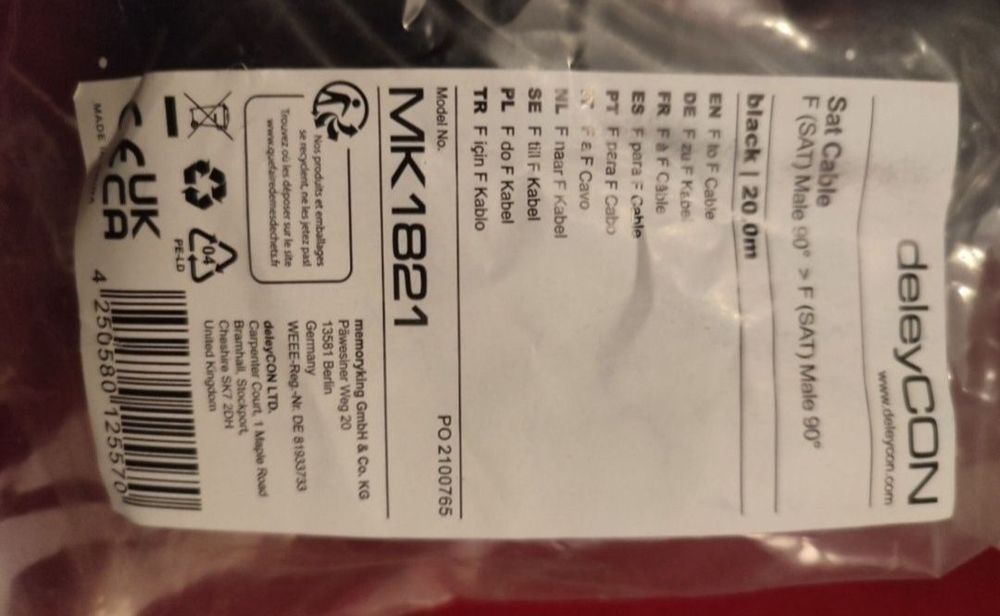 deleyCON
www.deleycon.com
Sat Cable
F (SAT) Male 90° > F (SAT) Male 90°
black | 20.0m
EN F to F Cable
DE F zu F Kabel
FR F à F Câble
ES F para F Cable
PT F para F Cabo
F a F Cavo
NL F naar F Kabel
SE F till F Kabel
PL F do F Kabel
TR F için F Kablo
Model No.
PO 2100765
MK1821
Nos produits et emballages
se recyclent, ne les jetez pas!
Trouvez où les déposer sur le site
www.quefairedemesdechets.fr
memoryking GmbH & Co. KG
Päwesiner Weg 20
13581 Berlin
Germany
WEEE-Reg.-Nr. DE 81933733
deleyCON LTD.
Carpenter Court, 1 Maple Road
Bramhall, Stockport,
Cheshire SK7 2DH
United Kingdom
04
PE-LD
UK
CA
CE
MADE
4 250580 125570